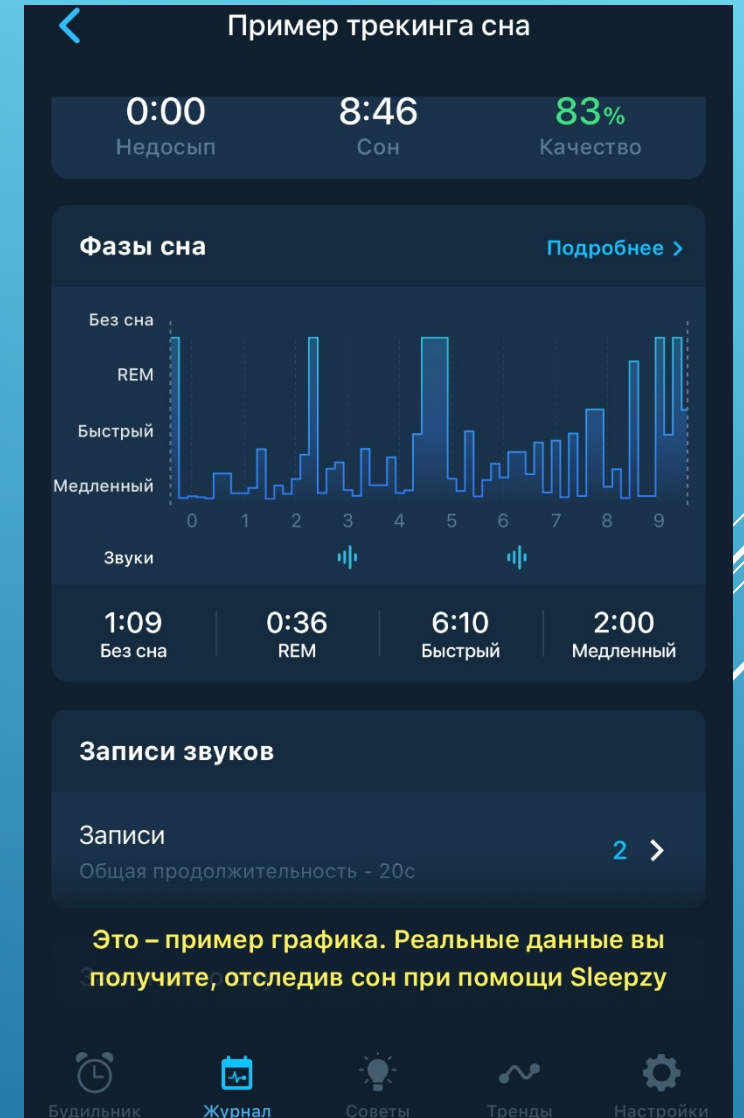 Пример трекинга сна
0:00 8:46 83%
Недосып Сон Качество
Фазы сна Подробнее >
Без сна
REM
Быстрый
Медленный
0 1 2 3 4 5 6 7 8 9
Звуки
1:09 0:36 6:10 2:00
Без сна REM Быстрый Медленный
Записи звуков
Записи 2 >
Общая продолжительность - 20с
Это – пример графика. Реальные данные вы
получите, отследив сон при помощи Sleepzy
Будильник Журнал Советы Тренды Настройки